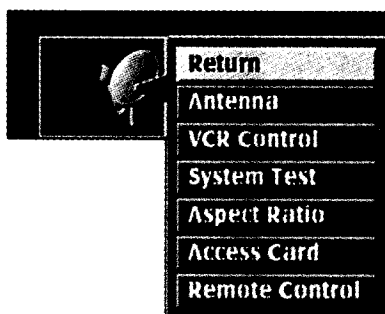 Return
Antenna
VCR Control
System Test
Aspect Ratio
Access Card
Remote Control